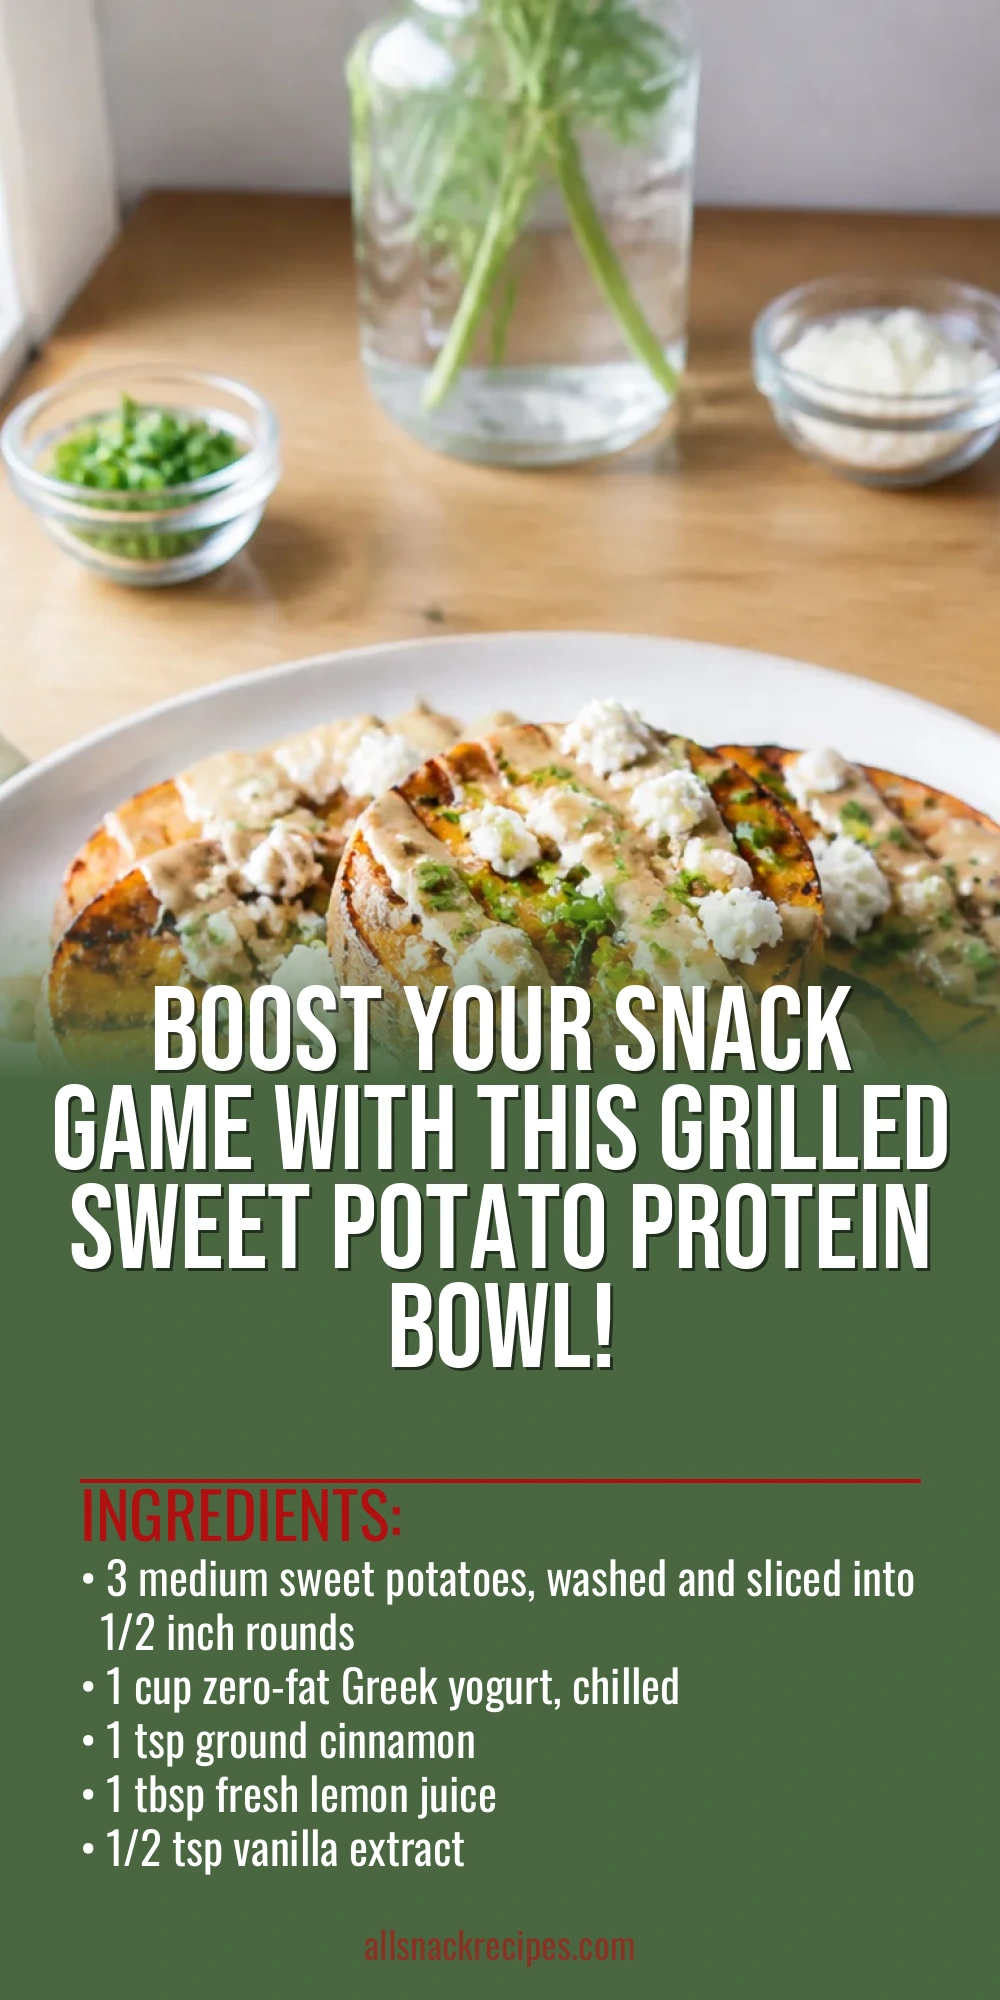 BOOST YOUR SNACK
GAME WITH THIS GRILLED
SWEET POTATO PROTEIN
BOWL!
INGREDIENTS:
• 3 medium sweet potatoes, washed and sliced into
1/2 inch rounds
• 1 cup zero-fat Greek yogurt, chilled
• 1 tsp ground cinnamon
• 1 tbsp fresh lemon juice
• 1/2 tsp vanilla extract
allsnackrecipes.com